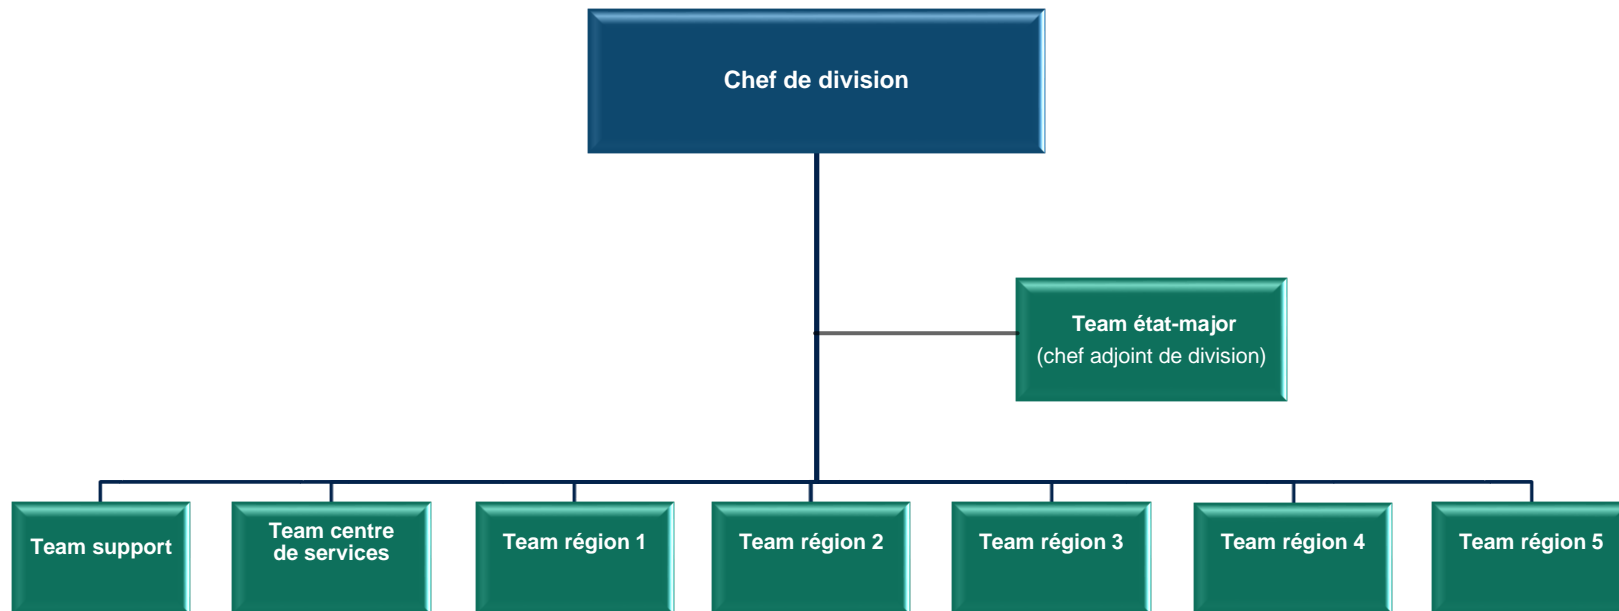 Chef de division
Team état-major
(chef adjoint de division)
Team support
Team centre
de services
Team région 1
Team région 2
Team région 3
Team région 4
Team région 5